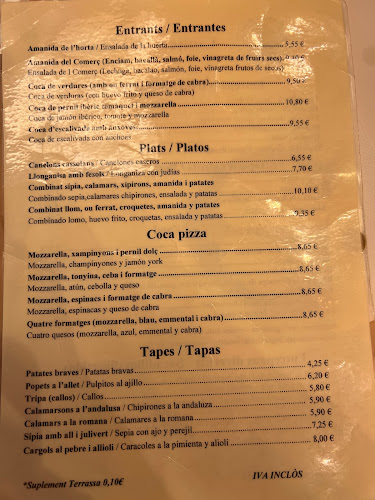 Entrants / Entrantes
Amanida de l'horta / Ensalada de la huerta 5,55 €
Amanida del Comerç (Enciam, bacallà, salmó, foie, vinagreta de fruirs secs) 9,40 €
Ensalada de l Comerç (Lechuga, bacalao, salmón, foie, vinagreta frutas de secos)
Coca de verdures (amb ou ferrat i formatge de cabra) 9,50 €
Coca de verduras (con huevo frito y queso de cabra)
Coca de pernil ibèric tomàquet i mozzarella 10,80 €
Coca de jamón ibérico, tomate y mozzarella
Coca d'escalivada amb anxoves 9,55 €
Coca de escalivada con anchoas
Plats / Platos
Canelons casolans / Canelones caseros 6,55 €
Llonganisa amb fesols / Longaniza con judías 7,70 €
Combinat sípia, calamars, xipirons, amanida i patates
Combinado sepia,calamares chipirones, ensalada y patatas 10,10 €
Combinat llom, ou ferrat, croquetes, amanida y patates
Combinado lomo, huevo frito, croquetas, ensalada y patatas 9,35 €
Coca pizza
Mozzarella, xampinyons i pernil dolç 8,65 €
Mozzarella, champinyones y jamón york
Mozzarella, tonyina, ceba i formatge 8,65 €
Mozzarella, atún, cebolla y queso
Mozzarella, espinacs i formatge de cabra 8,65 €
Mozzarella, espinacas y queso de cabra
Quatre formatges (mozzarella, blau, emmental i cabra) 8,65 €
Cuatro quesos (mozzarella, azul, emmental y cabra)
Tapes / Tapas
Patates braves / Patatas bravas 4,25 €
Popets a l'allet / Pulpitos al ajillo 6,20 €
Tripa (callos) / Callos 5,80 €
Calamarsons a l'andalusa / Chipirones a la andaluza 5,90 €
Calamars a la romana / Calamares a la romana 5,90 €
Sípia amb all i julivert / Sepia con ajo y perejil 7,25 €
Cargols al pebre i allioli / Caracoles a la pimienta y alioli 8,00 €
*Suplement Terrassa 0,10€
IVA INCLÒS